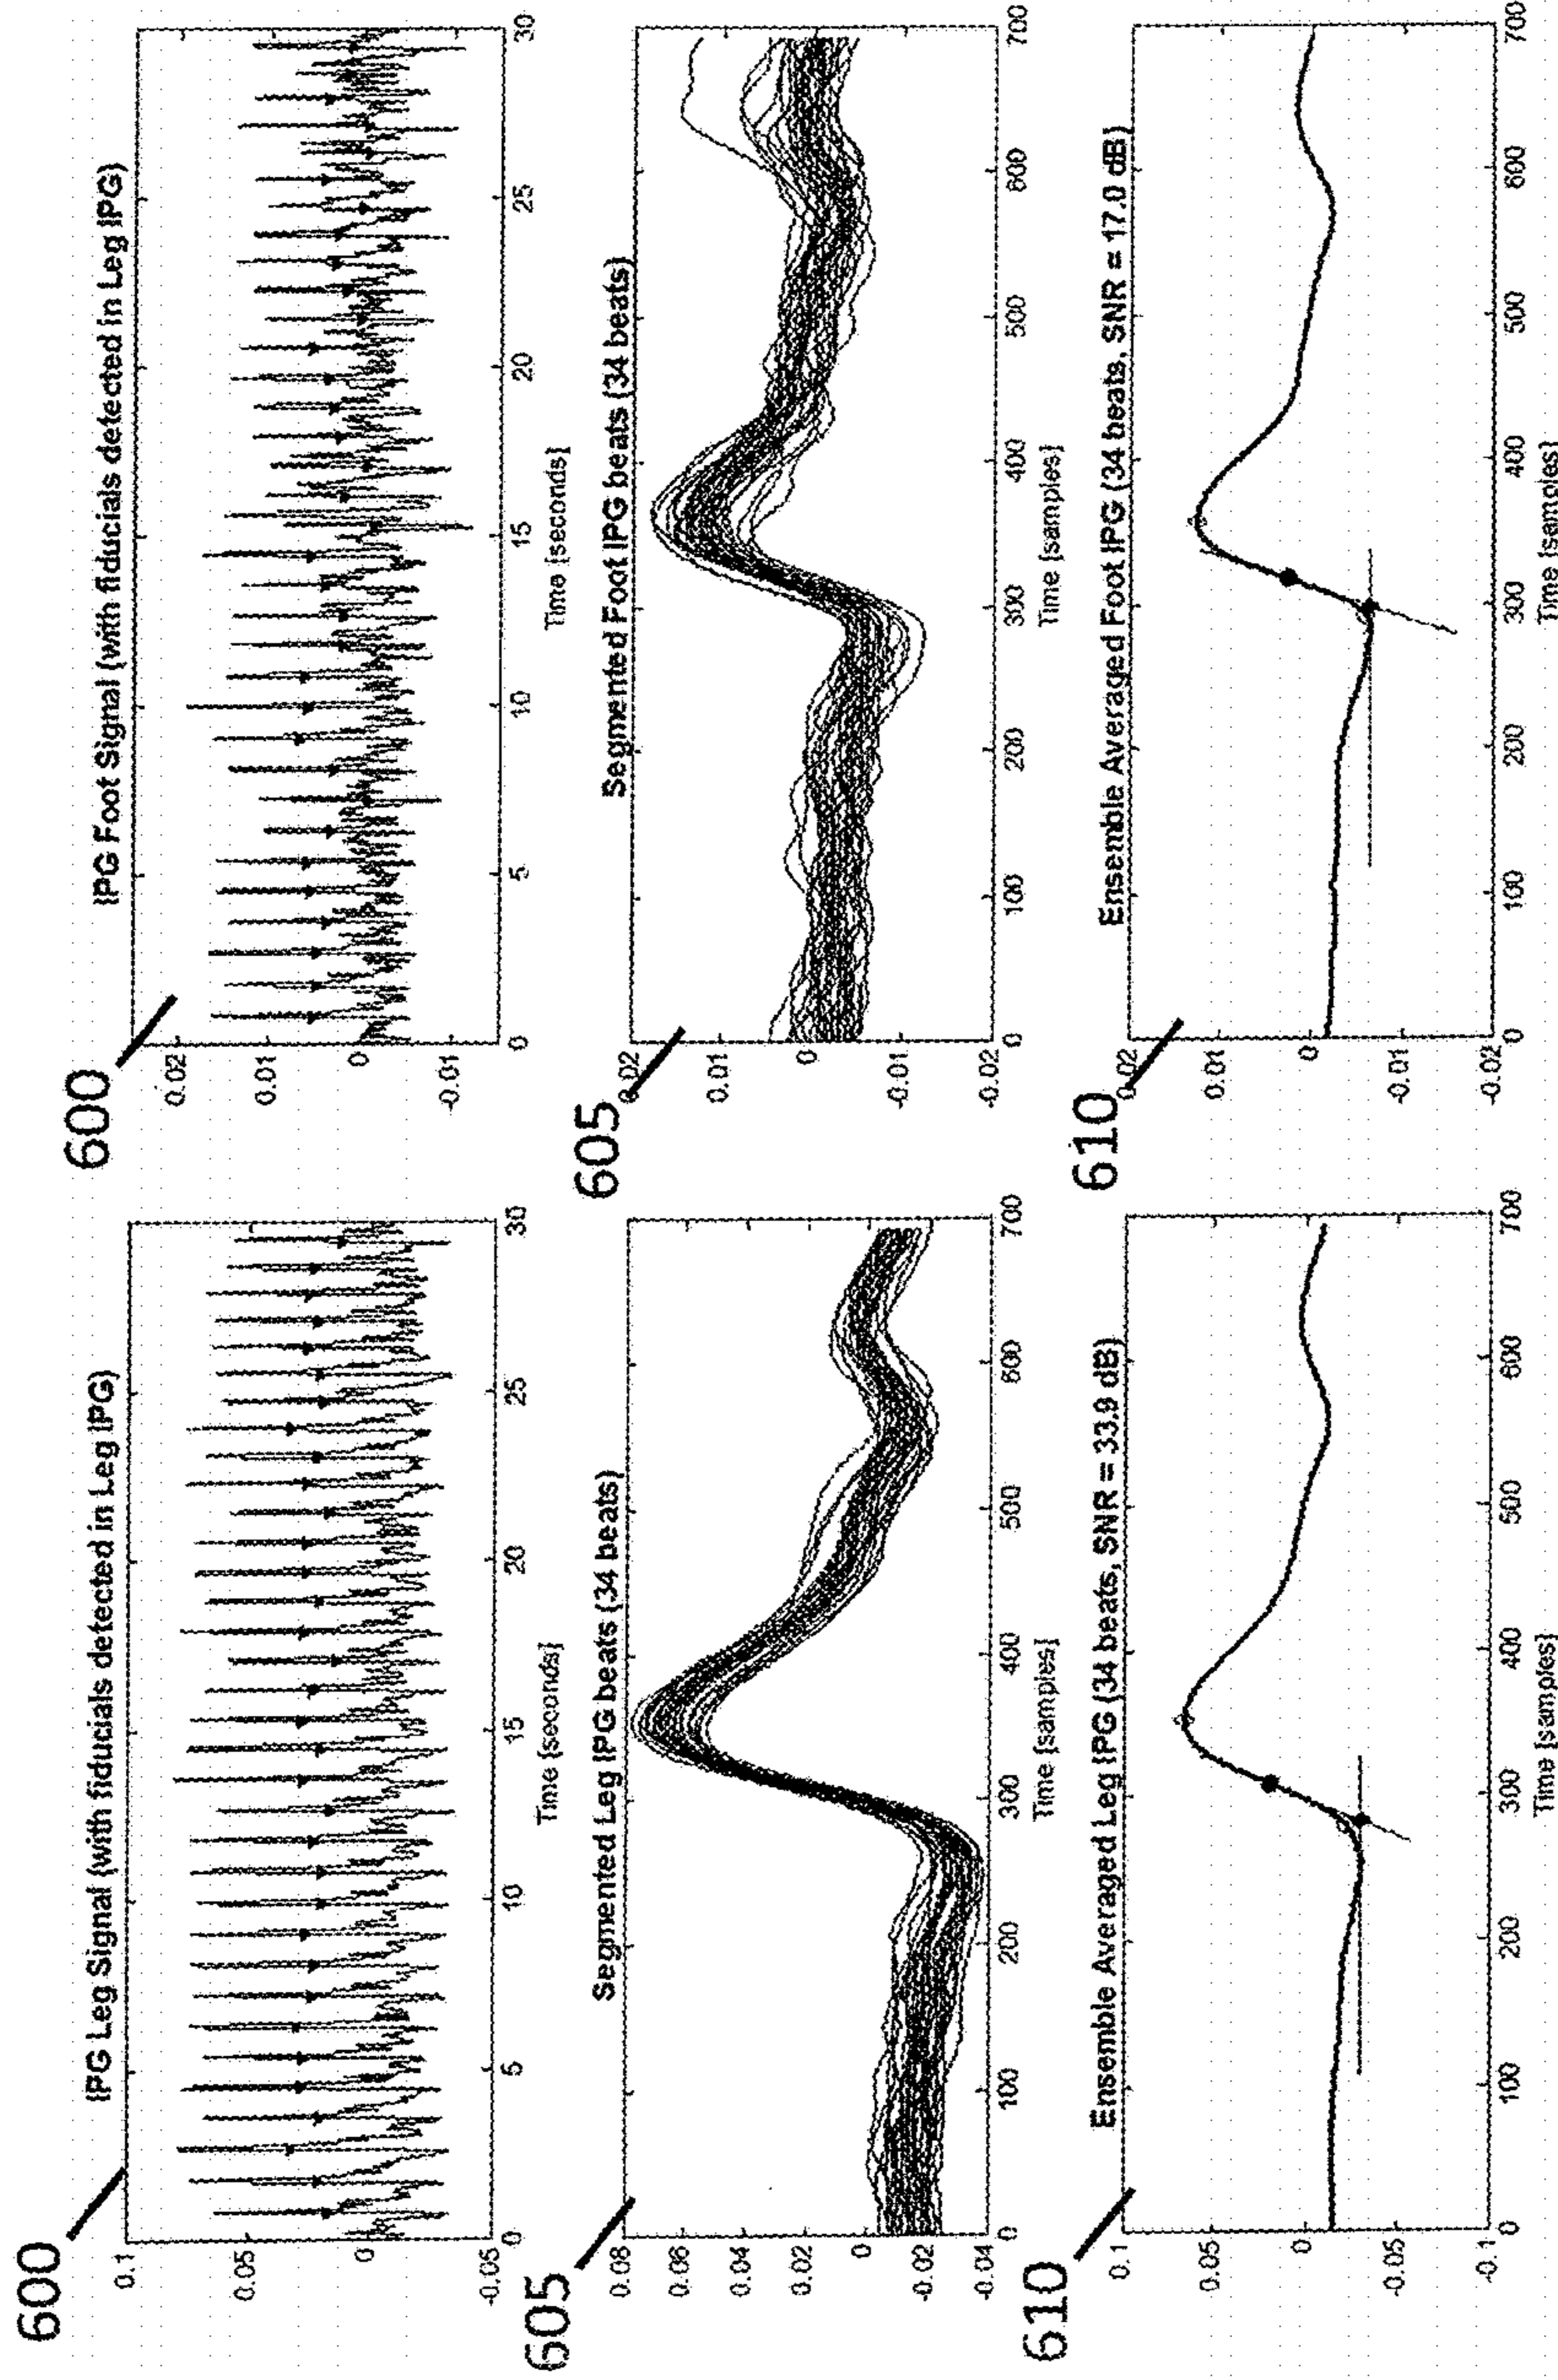 600
IPG Leg Signal (with fiducials detected in Leg IPG)
0.1
0.05
0
-0.05
0 5 10 15 20 25 30
Time [seconds]
600
IPG Foot Signal (with fiducials detected in Leg IPG)
0.02
0.01
0
-0.01
0 5 10 15 20 25 30
Time [seconds]
605
Segmented Leg IPG beats (34 beats)
0.08
0.06
0.04
0.02
0
-0.02
-0.04
0 100 200 300 400 500 600 700
Time [samples]
605
Segmented Foot IPG beats (34 beats)
0.02
0.01
0
-0.01
-0.02
0 100 200 300 400 500 600 700
Time [samples]
610
Ensemble Averaged Leg IPG (34 beats, SNR = 33.9 dB)
0.1
0.05
0
-0.05
-0.1
0 100 200 300 400 500 600 700
Time [samples]
610
Ensemble Averaged Foot IPG (34 beats, SNR = 17.0 dB)
0.02
0.01
0
-0.01
-0.02
0 100 200 300 400 500 600 700
Time [samples]